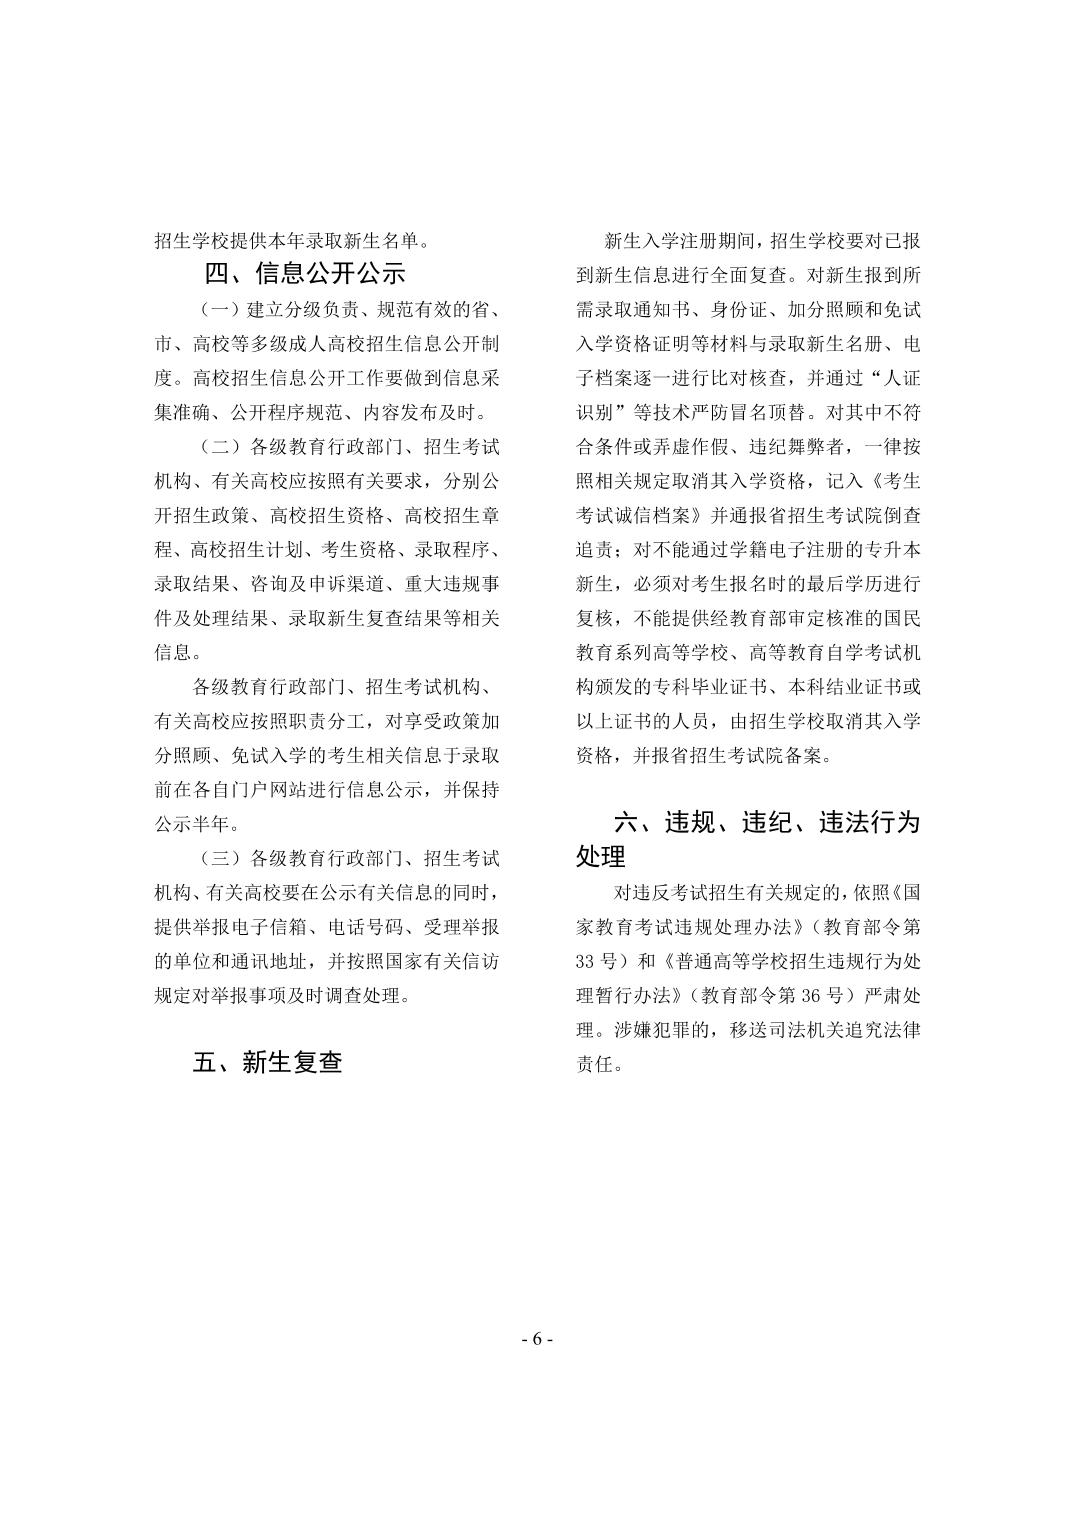 招生学校提供本年录取新生名单。
四、信息公开公示
（一）建立分级负责、规范有效的省、
市、高校等多级成人高校招生信息公开制
度。高校招生信息公开工作要做到信息采
集准确、公开程序规范、内容发布及时。
（二）各级教育行政部门、招生考试
机构、有关高校应按照有关要求，分别公
开招生政策、高校招生资格、高校招生章
程、高校招生计划、考生资格、录取程序、
录取结果、咨询及申诉渠道、重大违规事
件及处理结果、录取新生复查结果等相关
信息。
各级教育行政部门、招生考试机构、
有关高校应按照职责分工，对享受政策加
分照顾、免试入学的考生相关信息于录取
前在各自门户网站进行信息公示，并保持
公示半年。
（三）各级教育行政部门、招生考试
机构、有关高校要在公示有关信息的同时，
提供举报电子信箱、电话号码、受理举报
的单位和通讯地址，并按照国家有关信访
规定对举报事项及时调查处理。
五、新生复查
新生入学注册期间，招生学校要对已报
到新生信息进行全面复查。对新生报到所
需录取通知书、身份证、加分照顾和免试
入学资格证明等材料与录取新生名册、电
子档案逐一进行比对核查，并通过“人证
识别”等技术严防冒名顶替。对其中不符
合条件或弄虚作假、违纪舞弊者，一律按
照相关规定取消其入学资格，记入《考生
考试诚信档案》并通报省招生考试院倒查
追责；对不能通过学籍电子注册的专升本
新生，必须对考生报名时的最后学历进行
复核，不能提供经教育部审定核准的国民
教育系列高等学校、高等教育自学考试机
构颁发的专科毕业证书、本科结业证书或
以上证书的人员，由招生学校取消其入学
资格，并报省招生考试院备案。
六、违规、违纪、违法行为
处理
对违反考试招生有关规定的，依照《国
家教育考试违规处理办法》（教育部令第
33 号）和《普通高等学校招生违规行为处
理暂行办法》（教育部令第 36 号）严肃处
理。涉嫌犯罪的，移送司法机关追究法律
责任。
- 6 -